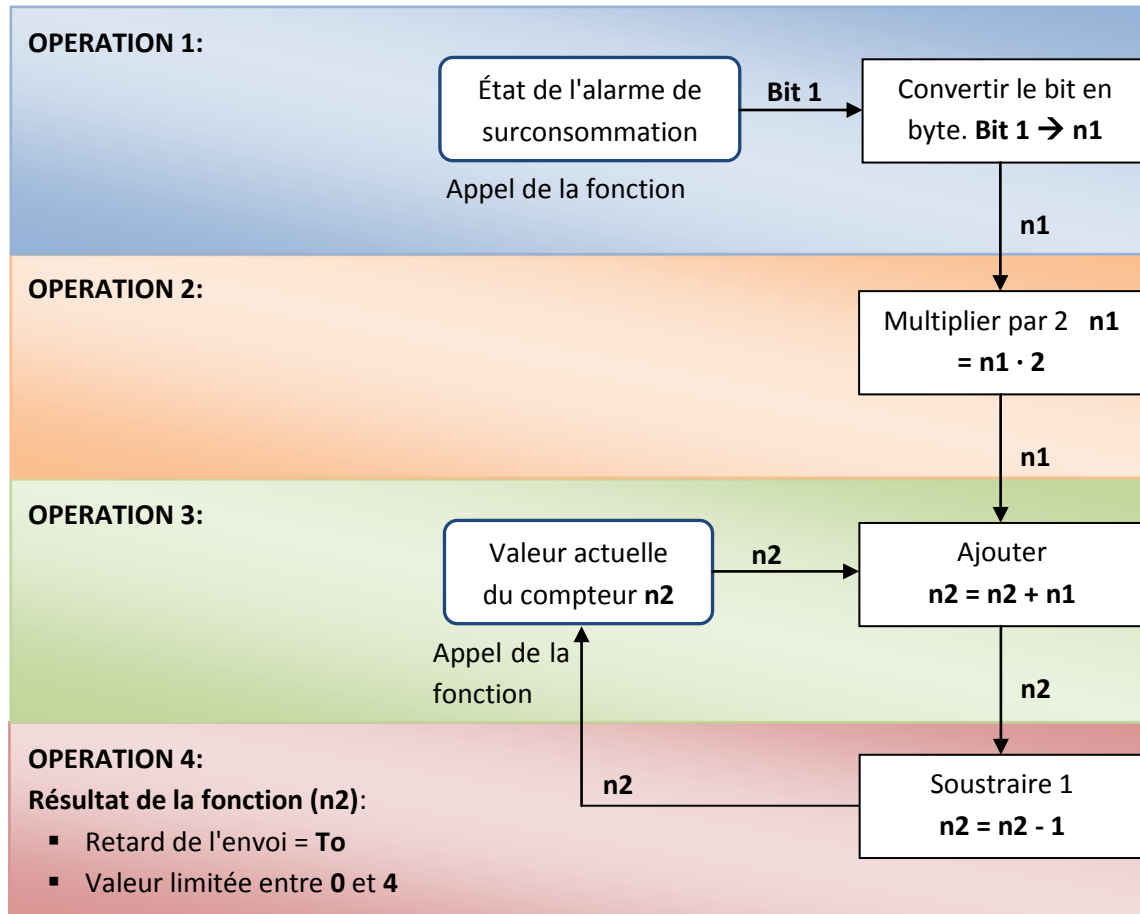 OPERATION 1:
État de l'alarme de
surconsommation
Bit 1
Convertir le bit en
byte. Bit 1 → n1
Appel de la fonction
n1
OPERATION 2:
Multiplier par 2 n1
= n1 · 2
n1
OPERATION 3:
Valeur actuelle
du compteur n2
n2
Ajouter
n2 = n2 + n1
Appel de la
fonction
n2
OPERATION 4:
Résultat de la fonction (n2):
▪ Retard de l'envoi = To
▪ Valeur limitée entre 0 et 4
n2
Soustraire 1
n2 = n2 - 1